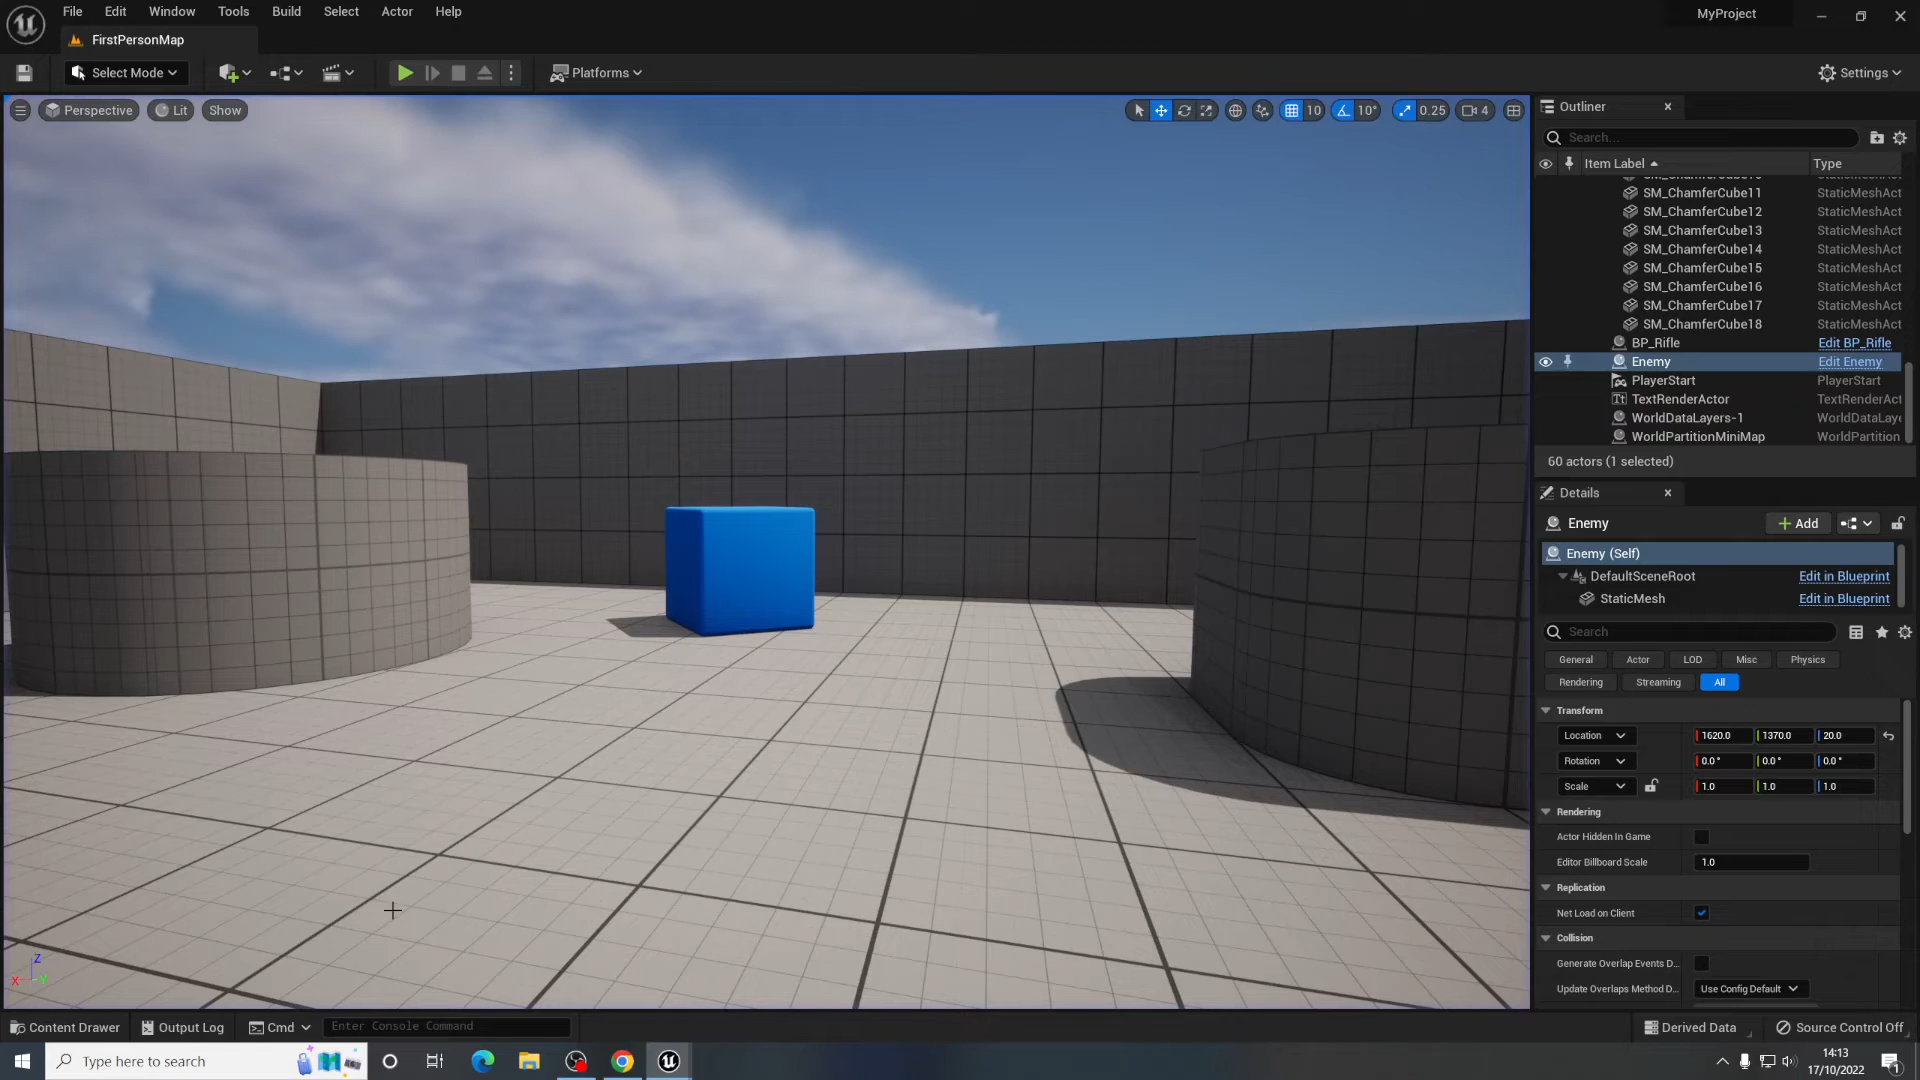 File Edit Window Tools Build Select Actor Help
MyProject
FirstPersonMap
Select Mode
Platforms
Settings
Perspective
Lit
Show
10
10°
0.25
4
Outliner
Search...
Item Label
Type
SM_ChamferCube11 StaticMeshAct
SM_ChamferCube12 StaticMeshAct
SM_ChamferCube13 StaticMeshAct
SM_ChamferCube14 StaticMeshAct
SM_ChamferCube15 StaticMeshAct
SM_ChamferCube16 StaticMeshAct
SM_ChamferCube17 StaticMeshAct
SM_ChamferCube18 StaticMeshAct
BP_Rifle Edit BP_Rifle
Enemy Edit Enemy
PlayerStart PlayerStart
TextRenderActor TextRenderAct
WorldDataLayers-1 WorldDataLaye
WorldPartitionMiniMap WorldPartition
60 actors (1 selected)
Details
Enemy
Add
Enemy (Self)
DefaultSceneRoot Edit in Blueprint
StaticMesh Edit in Blueprint
Search
General Actor LOD Misc Physics
Rendering Streaming All
Transform
Location 1620.0 1370.0 20.0
Rotation 0.0° 0.0° 0.0°
Scale 1.0 1.0 1.0
Rendering
Actor Hidden In Game
Editor Billboard Scale 1.0
Replication
Net Load on Client
Collision
Generate Overlap Events D...
Update Overlaps Method D... Use Config Default
Z
X Y
Content Drawer
Output Log
Cmd
Enter Console Command
Derived Data
Source Control Off
Type here to search
14:13
17/10/2022
1